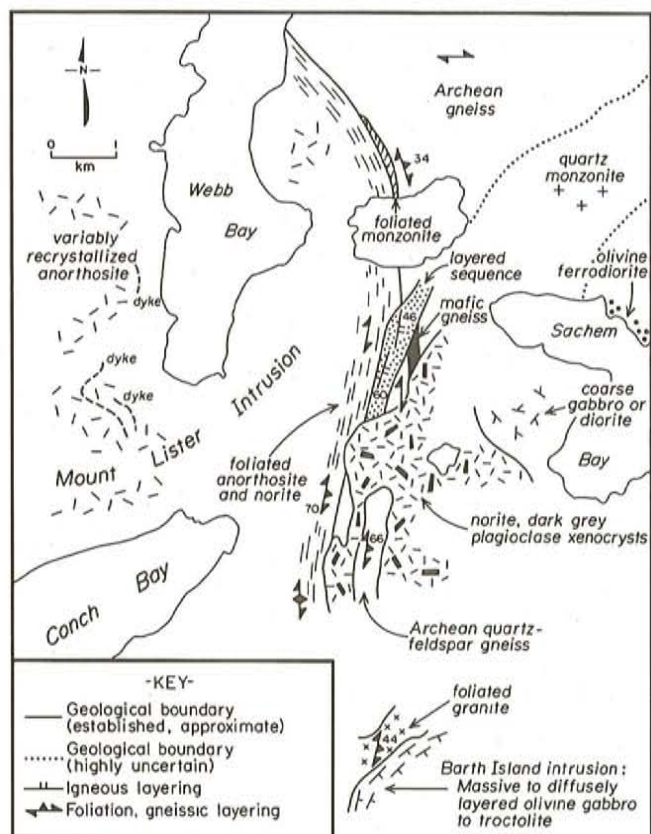 N
0 1
km
Archean
gneiss
34
quartz
monzonite
Webb
Bay
foliated
monzonite
variably
recrystallized
anorthosite
layered
sequence
olivine
ferrodiorite
dyke
46
mafic
gneiss
Sachem
dyke
60
dyke
Intrusion
coarse
gabbro or
diorite
Lister
Mount
foliated
anorthosite
and norite
Bay
70
norite, dark grey
plagioclase xenocrysts
66
Conch Bay
Archean quartz-
feldspar gneiss
-KEY-
Geological boundary
(established, approximate)
Geological boundary
(highly uncertain)
Igneous layering
Foliation, gneissic layering
foliated
granite
44
Barth Island intrusion:
Massive to diffusely
layered olivine gabbro
to troctolite